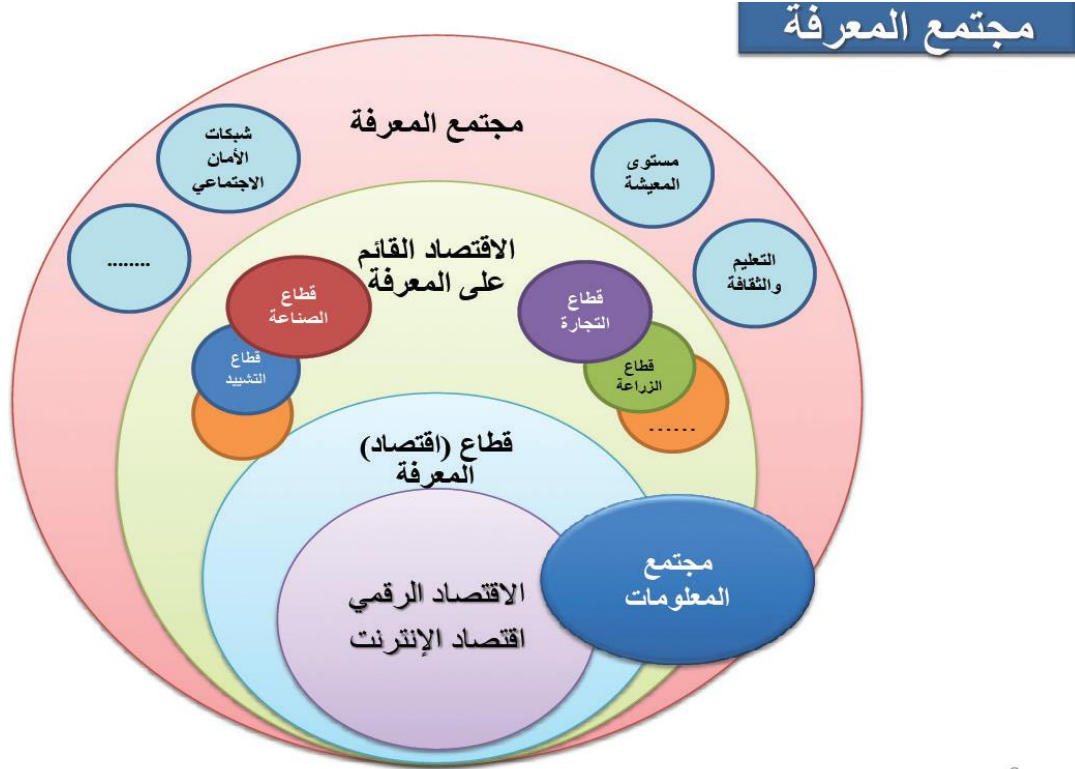 مجتمع المعرفة
مجتمع المعرفة
شبكات
الأمان
الاجتماعي
مستوى
المعيشة
........
التعليم
والثقافة
الاقتصاد القائم
على المعرفة
قطاع
الصناعة
قطاع
التجارة
قطاع
التشييد
قطاع
الزراعة
......
قطاع (اقتصاد)
المعرفة
مجتمع
المعلومات
الاقتصاد الرقمي
اقتصاد الإنترنت